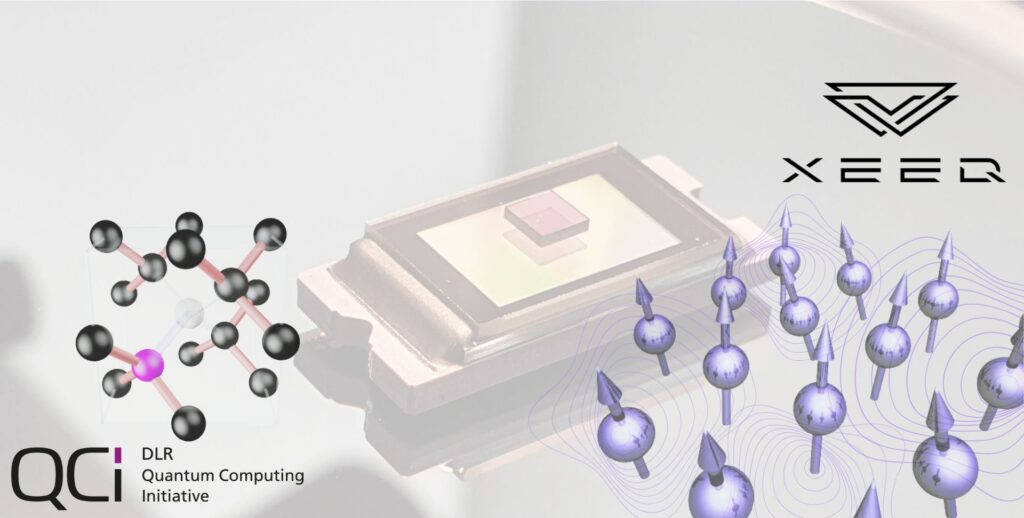 XEEQ
QCi
DLR
Quantum Computing
Initiative